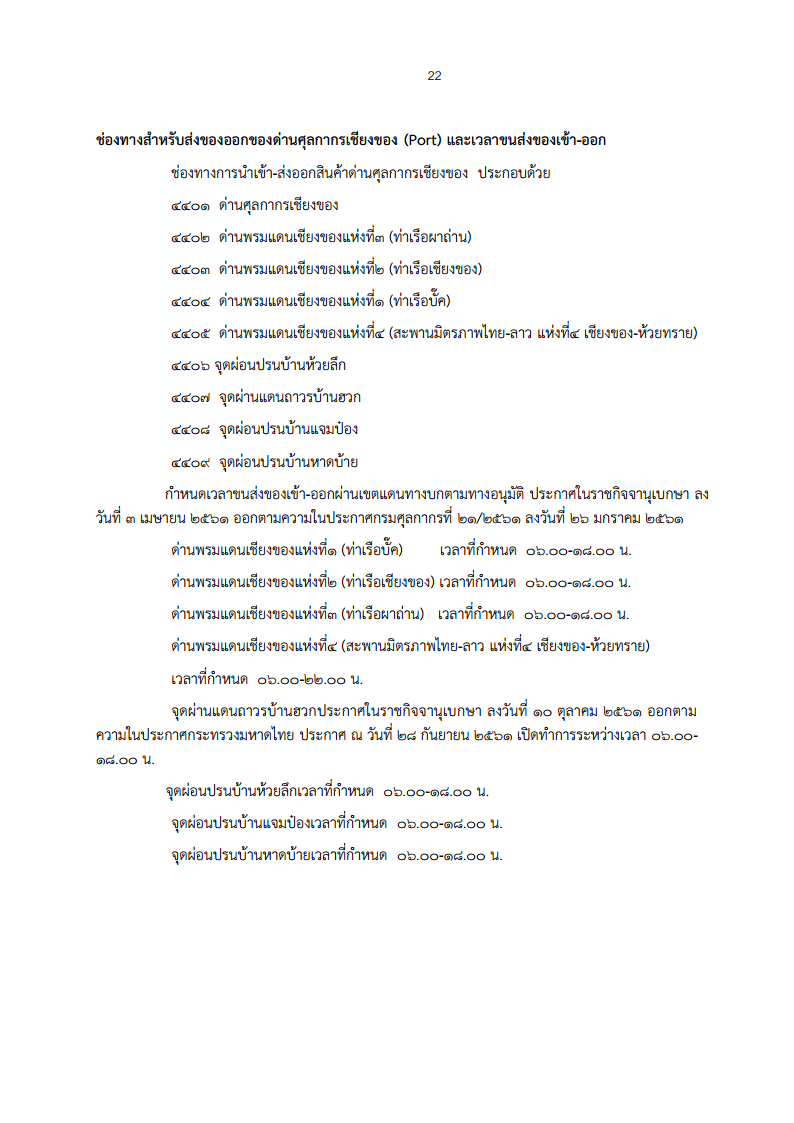 22
ช่องทางสำหรับส่งของออกของด่านศุลกากรเชียงของ (Port) และเวลาขนส่งของเข้า-ออก
ช่องทางการนำเข้า-ส่งออกสินค้าด่านศุลกากรเชียงของ ประกอบด้วย
๔๔๐๑ ด่านศุลกากรเชียงของ
๔๔๐๒ ด่านพรมแดนเชียงของแห่งที่๓ (ท่าเรือผาถ่าน)
๔๔๐๓ ด่านพรมแดนเชียงของแห่งที่๒ (ท่าเรือเชียงของ)
๔๔๐๔ ด่านพรมแดนเชียงของแห่งที่๑ (ท่าเรือบั๊ค)
๔๔๐๕ ด่านพรมแดนเชียงของแห่งที่๔ (สะพานมิตรภาพไทย-ลาว แห่งที่๔ เชียงของ-ห้วยทราย)
๔๔๐๖ จุดผ่อนปรนบ้านห้วยลึก
๔๔๐๗ จุดผ่านแดนถาวรบ้านฮวก
๔๔๐๘ จุดผ่อนปรนบ้านแจมป๋อง
๔๔๐๙ จุดผ่อนปรนบ้านหาดบ้าย
กำหนดเวลาขนส่งของเข้า-ออกผ่านเขตแดนทางบกตามทางอนุมัติ ประกาศในราชกิจจานุเบกษา ลง
วันที่ ๓ เมษายน ๒๕๖๑ ออกตามความในประกาศกรมศุลกากรที่ ๒๑/๒๕๖๑ ลงวันที่ ๒๖ มกราคม ๒๕๖๑
ด่านพรมแดนเชียงของแห่งที่๑ (ท่าเรือบั๊ค) เวลาที่กำหนด ๐๖.๐๐-๑๘.๐๐ น.
ด่านพรมแดนเชียงของแห่งที่๒ (ท่าเรือเชียงของ) เวลาที่กำหนด ๐๖.๐๐-๑๘.๐๐ น.
ด่านพรมแดนเชียงของแห่งที่๓ (ท่าเรือผาถ่าน) เวลาที่กำหนด ๐๖.๐๐-๑๘.๐๐ น.
ด่านพรมแดนเชียงของแห่งที่๔ (สะพานมิตรภาพไทย-ลาว แห่งที่๔ เชียงของ-ห้วยทราย)
เวลาที่กำหนด ๐๖.๐๐-๒๒.๐๐ น.
จุดผ่านแดนถาวรบ้านฮวกประกาศในราชกิจจานุเบกษา ลงวันที่ ๑๐ ตุลาคม ๒๕๖๑ ออกตาม
ความในประกาศกระทรวงมหาดไทย ประกาศ ณ วันที่ ๒๘ กันยายน ๒๕๖๑ เปิดทำการระหว่างเวลา ๐๖.๐๐-
๑๘.๐๐ น.
จุดผ่อนปรนบ้านห้วยลึกเวลาที่กำหนด ๐๖.๐๐-๑๘.๐๐ น.
จุดผ่อนปรนบ้านแจมป๋องเวลาที่กำหนด ๐๖.๐๐-๑๘.๐๐ น.
จุดผ่อนปรนบ้านหาดบ้ายเวลาที่กำหนด ๐๖.๐๐-๑๘.๐๐ น.